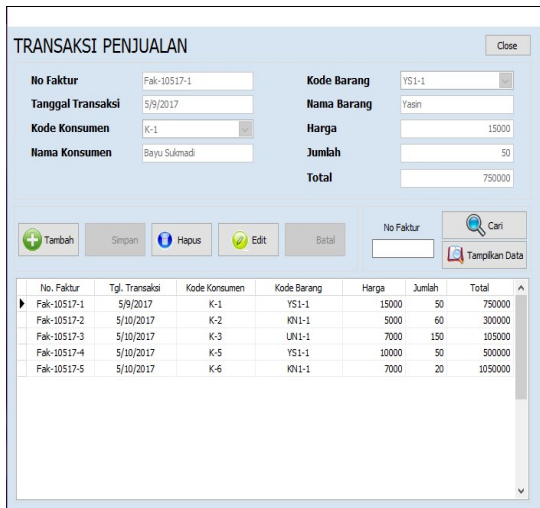 TRANSAKSI PENJUALAN Close
No Faktur Fak-10517-1 Kode Barang YS1-1
Tanggal Transaksi 5/9/2017 Nama Barang Yasin
Kode Konsumen K-1 Harga 15000
Nama Konsumen Bayu Sukmadi Jumlah 50
Total 750000
Tambah Simpan Hapus Edit Batal No Faktur Cari
Tampilkan Data
No. Faktur Tgl. Transaksi Kode Konsumen Kode Barang Harga Jumlah Total
Fak-10517-1 5/9/2017 K-1 YS1-1 15000 50 750000
Fak-10517-2 5/10/2017 K-2 KN1-1 5000 60 300000
Fak-10517-3 5/10/2017 K-3 UN1-1 7000 150 105000
Fak-10517-4 5/10/2017 K-5 YS1-1 10000 50 500000
Fak-10517-5 5/10/2017 K-6 KN1-1 7000 20 1050000